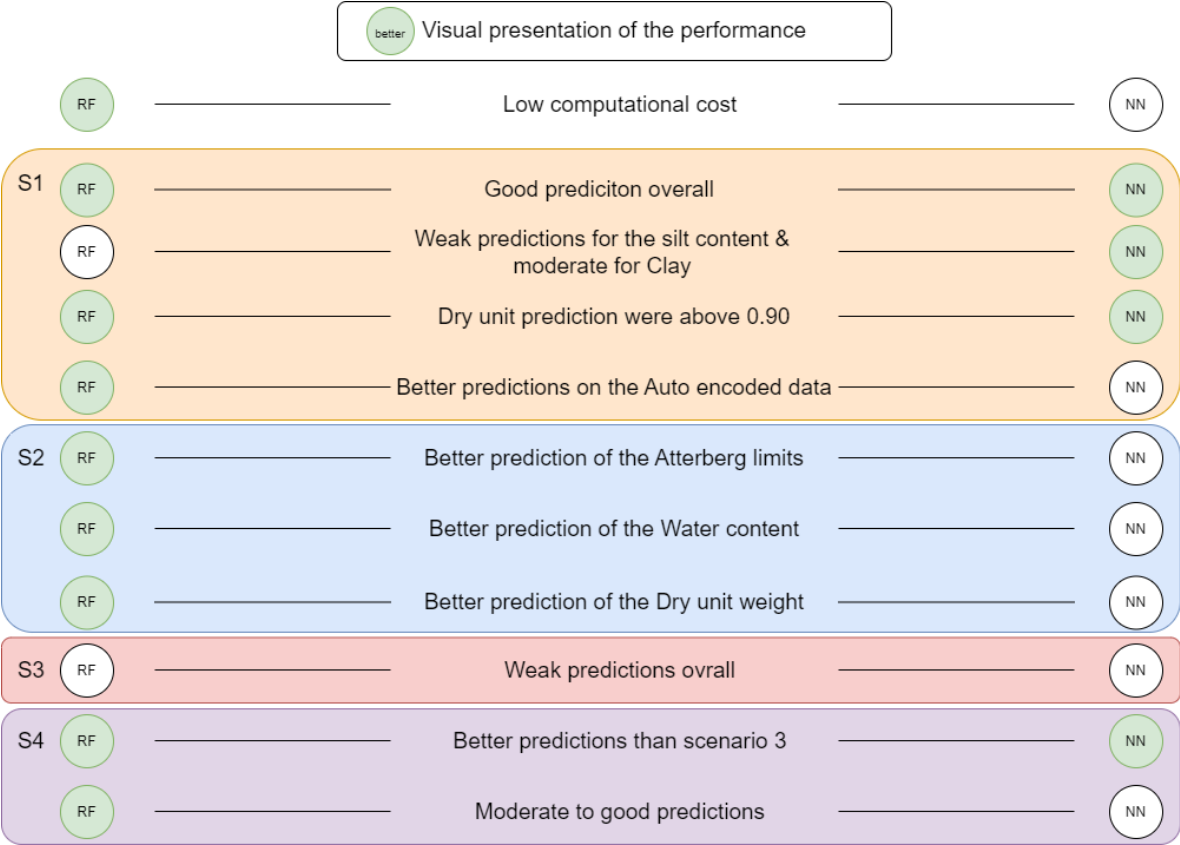 better Visual presentation of the performance
RF Low computational cost NN
S1 RF Good prediciton overall NN
RF Weak predictions for the silt content &
moderate for Clay NN
RF Dry unit prediction were above 0.90 NN
RF Better predictions on the Auto encoded data NN
S2 RF Better prediction of the Atterberg limits NN
RF Better prediction of the Water content NN
RF Better prediction of the Dry unit weight NN
S3 RF Weak predictions ovrall NN
S4 RF Better predictions than scenario 3 NN
RF Moderate to good predictions NN